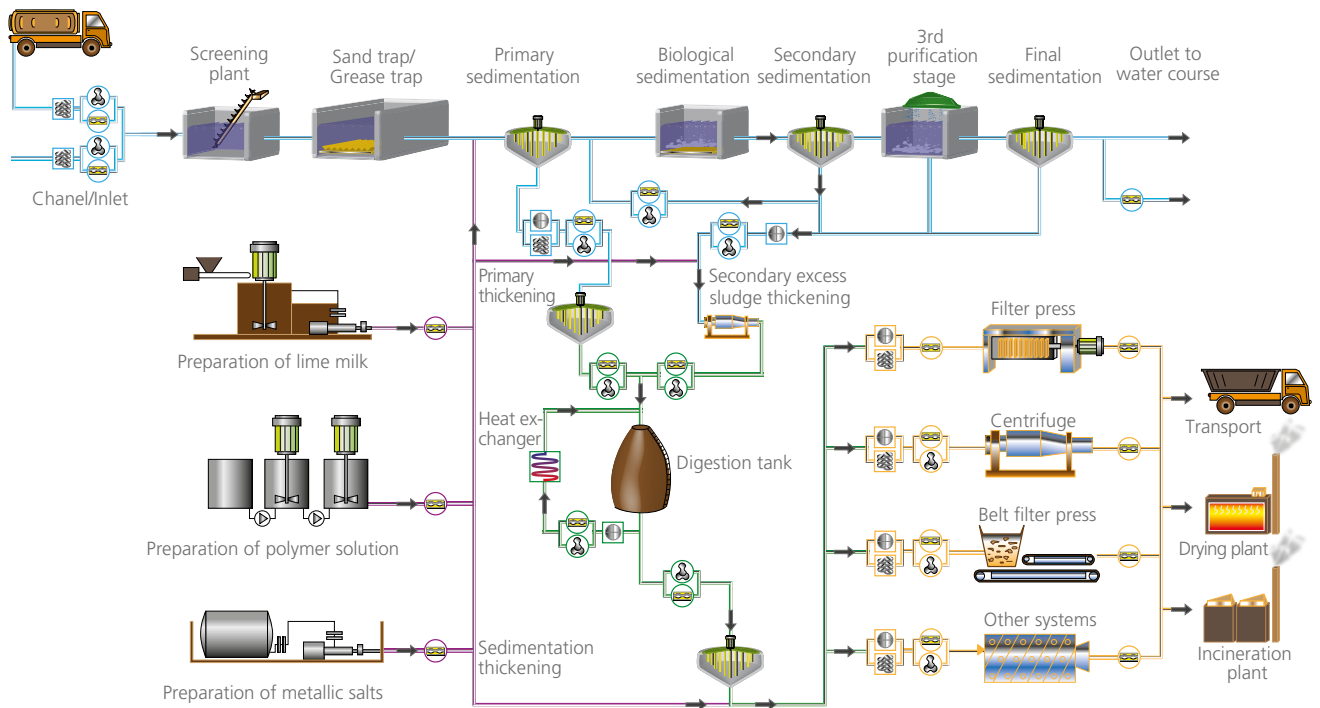 Screening
plant
Sand trap/
Grease trap
Primary
sedimentation
Biological
sedimentation
Secondary
sedimentation
3rd
purification
stage
Final
sedimentation
Outlet to
water course
Chanel/Inlet
Primary
thickening
Secondary excess
sludge thickening
Preparation of lime milk
Filter press
Transport
Heat ex-
changer
Digestion tank
Centrifuge
Preparation of polymer solution
Belt filter press
Drying plant
Sedimentation
thickening
Other systems
Incineration
plant
Preparation of metallic salts